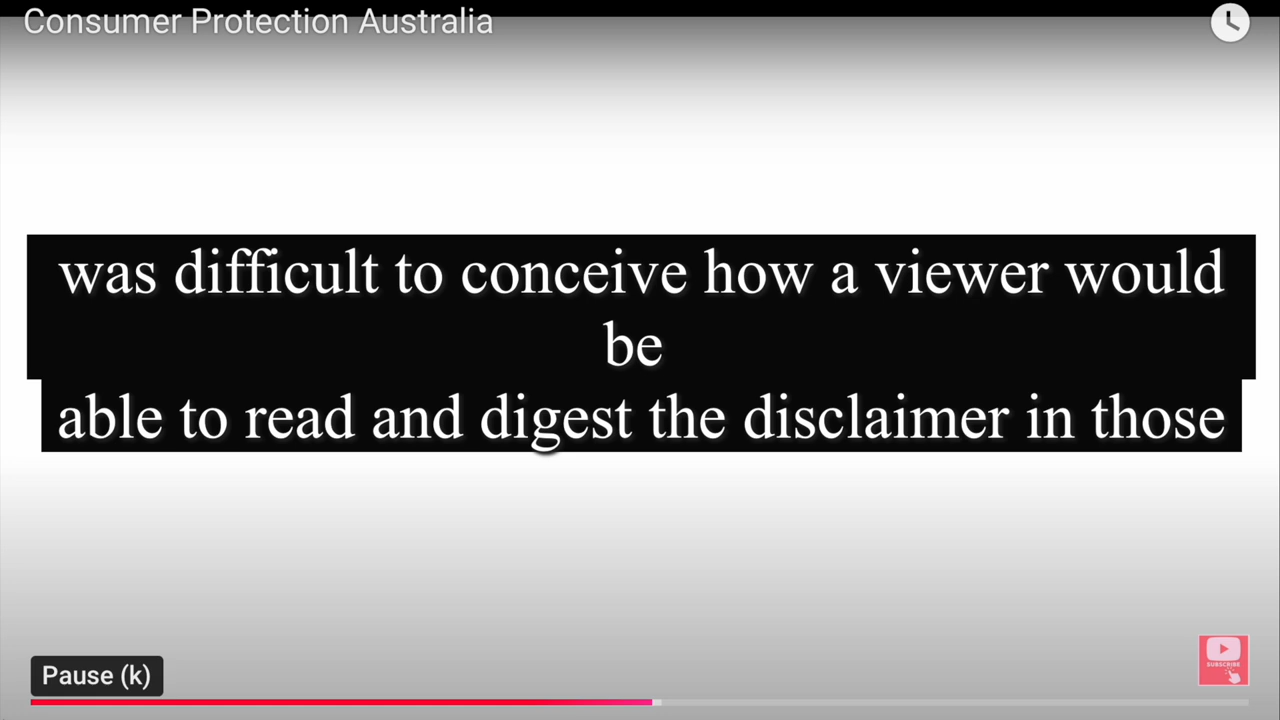 Consumer Protection Australia
was difficult to conceive how a viewer would
be
able to read and digest the disclaimer in those
SUBSCRIBE
Pause (k)